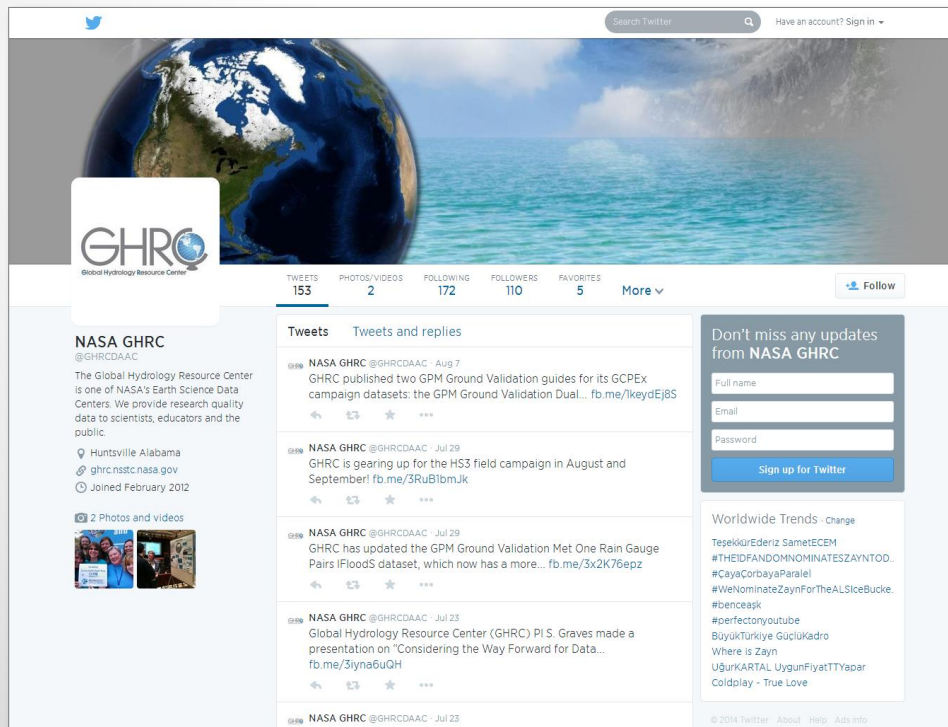 Search Twitter
Have an account? Sign in
GHRC
Global Hydrology Resource Center
TWEETS
153
PHOTOS/VIDEOS
2
FOLLOWING
172
FOLLOWERS
110
FAVORITES
5
More
Follow
NASA GHRC
@GHRCDAAC
The Global Hydrology Resource Center
is one of NASA's Earth Science Data
Centers. We provide research quality
data to scientists, educators and the
public.
Huntsville Alabama
ghrc.nsstc.nasa.gov
Joined February 2012
2 Photos and videos
Tweets Tweets and replies
NASA GHRC @GHRCDAAC · Aug 7
GHRC published two GPM Ground Validation guides for its GCPEx
campaign datasets: the GPM Ground Validation Dual... fb.me/1keydEj8S
NASA GHRC @GHRCDAAC · Jul 29
GHRC is gearing up for the HS3 field campaign in August and
September! fb.me/3RuB1bmJk
NASA GHRC @GHRCDAAC · Jul 29
GHRC has updated the GPM Ground Validation Met One Rain Gauge
Pairs IFloodS dataset, which now has a more... fb.me/3x2K76epz
NASA GHRC @GHRCDAAC · Jul 23
Global Hydrology Resource Center (GHRC) PI S. Graves made a
presentation on "Considering the Way Forward for Data...
fb.me/3iyna6uQH
NASA GHRC @GHRCDAAC · Jul 23
Don't miss any updates
from NASA GHRC
Full name
Email
Password
Sign up for Twitter
Worldwide Trends · Change
TeşekkürEderiz SametECEM
#THEIDFANDOMNOMINATESZAYNTOD..
#ÇayaÇorbayaParalel
#WeNominateZaynForTheALSIceBucke.
#benceaşk
#perfectonyoutube
BüyükTürkiye GüçlüKadro
Where is Zayn
UğurKARTAL UygunFiyatTTYapar
Coldplay - True Love
© 2014 Twitter About Help Ads info